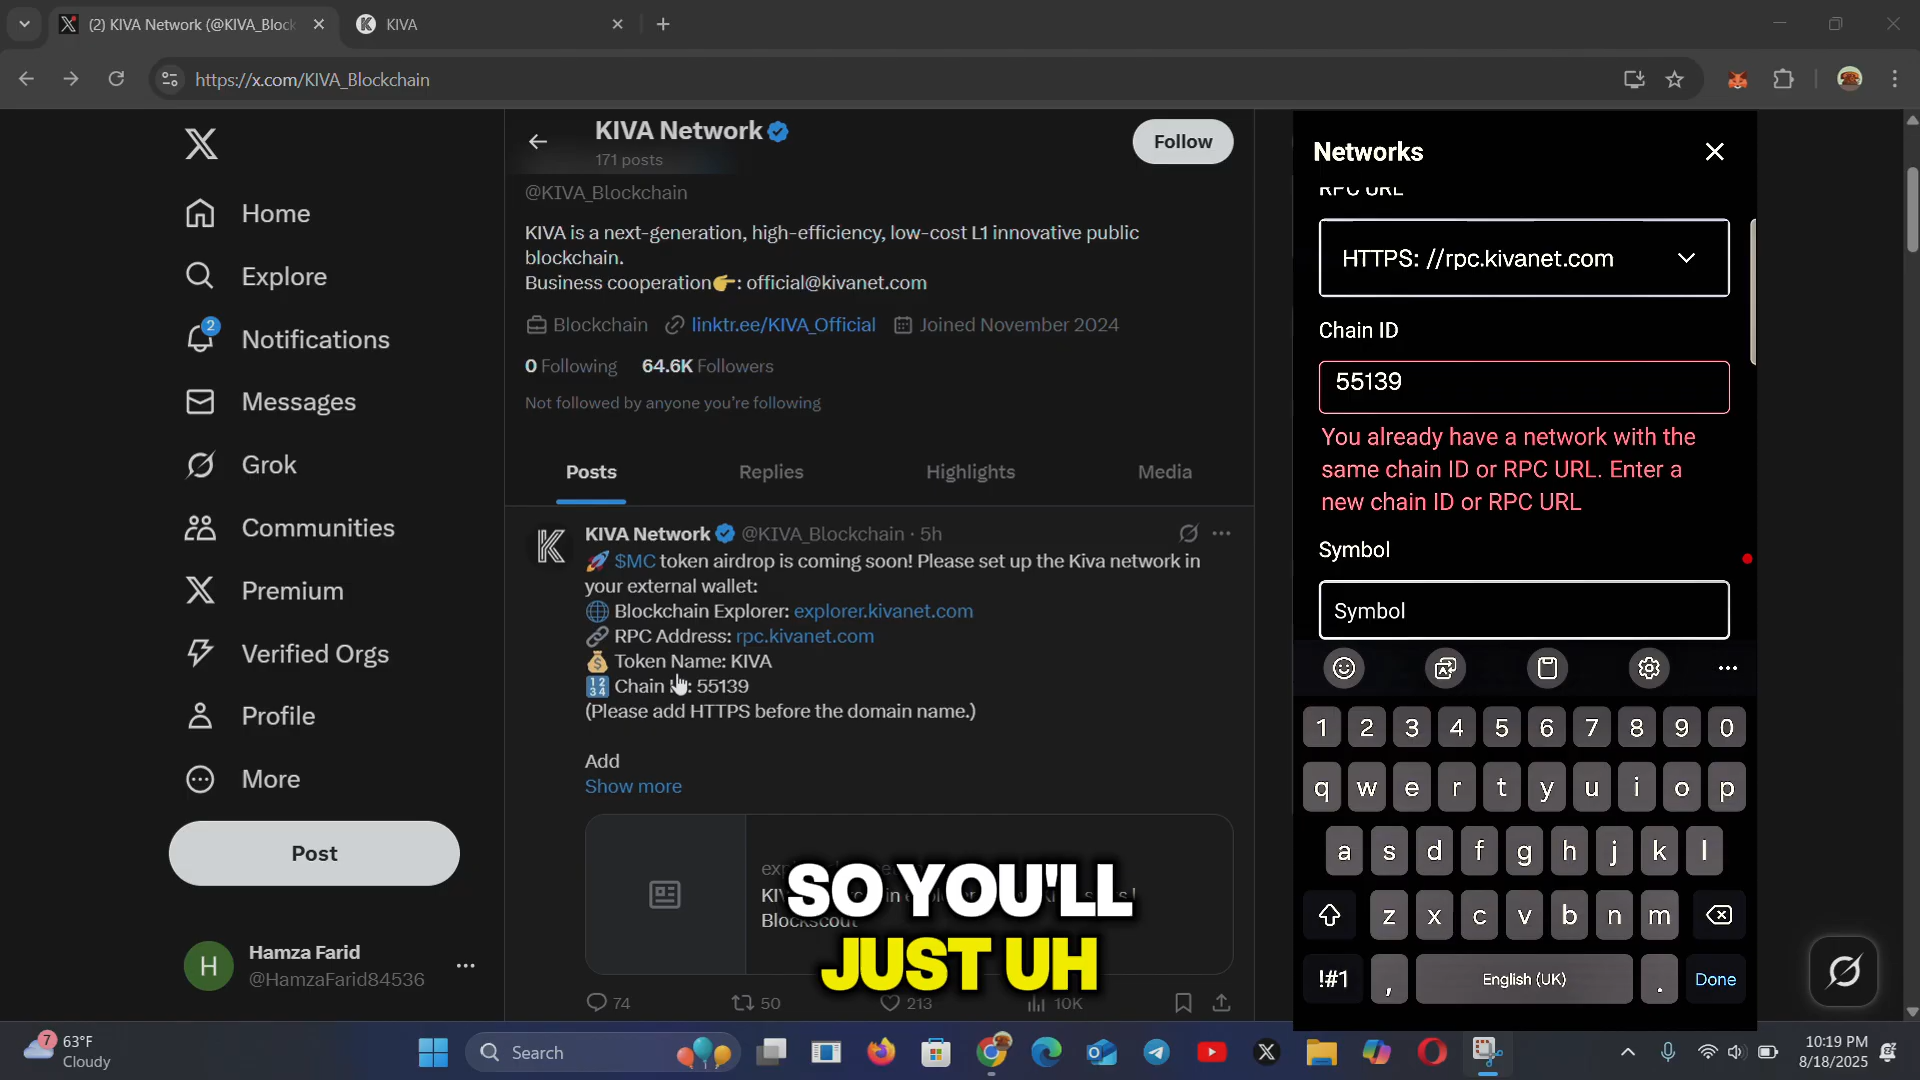 (2) KIVA Network (@KIVA_Block
KIVA
https://x.com/KIVA_Blockchain
Home
Explore
2
Notifications
Messages
Grok
Communities
Premium
Verified Orgs
Profile
More
Post
H
Hamza Farid
@HamzaFarid84536
KIVA Network
171 posts
Follow
@KIVA_Blockchain
KIVA is a next-generation, high-efficiency, low-cost L1 innovative public
blockchain.
Business cooperation👉: official@kivanet.com
Blockchain linktr.ee/KIVA_Official Joined November 2024
0 Following 64.6K Followers
Not followed by anyone you're following
Posts Replies Highlights Media
KIVA Network @KIVA_Blockchain · 5h
🚀 $MC token airdrop is coming soon! Please set up the Kiva network in
your external wallet:
🌐 Blockchain Explorer: explorer.kivanet.com
🔗 RPC Address: rpc.kivanet.com
💰 Token Name: KIVA
🔢 Chain : 55139
(Please add HTTPS before the domain name.)
Add
Show more
Blockscout
74 50 213 10K
SO YOU'LL
JUST UH
Networks
RPC URL
HTTPS: //rpc.kivanet.com
Chain ID
55139
You already have a network with the
same chain ID or RPC URL. Enter a
new chain ID or RPC URL
Symbol
Symbol
1 2 3 4 5 6 7 8 9 0
q w e r t y u i o p
a s d f g h j k l
z x c v b n m
!#1 , English (UK) . Done
7
63°F
Cloudy
Search
10:19 PM
8/18/2025